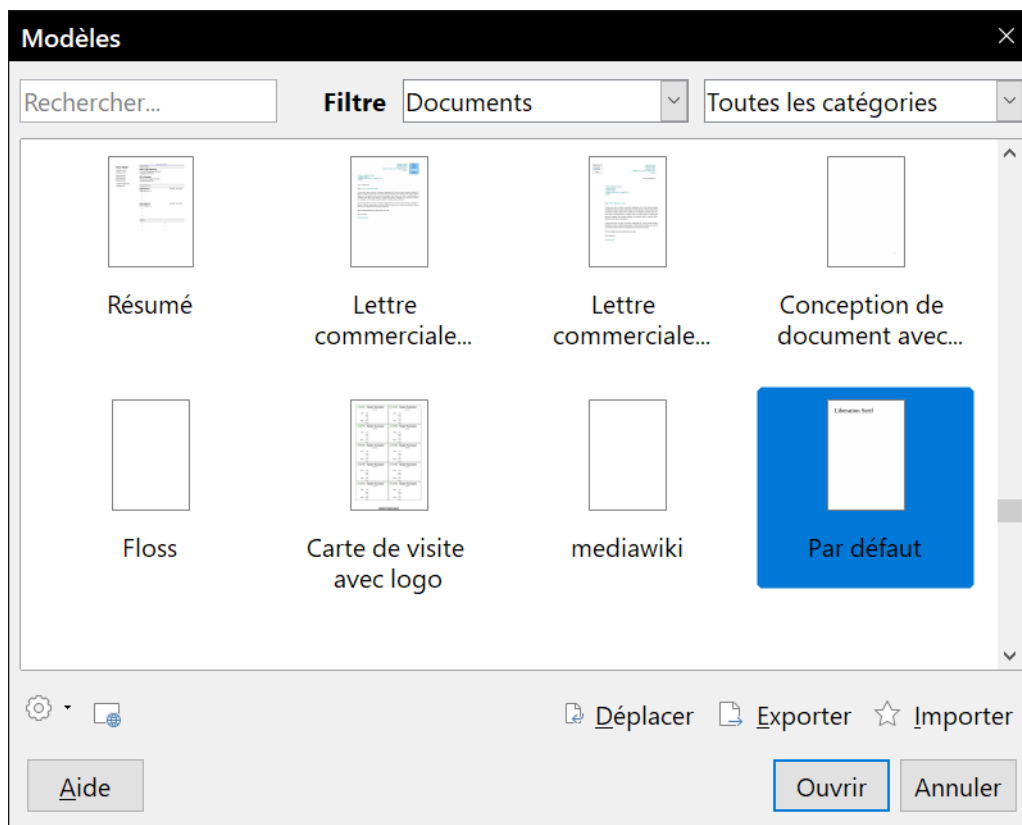 Modèles
Rechercher...
Filtre
Documents
Toutes les catégories
Résumé
Lettre
commerciale...
Lettre
commerciale...
Conception de
document avec...
Liberation Serif
Floss
Carte de visite
avec logo
mediawiki
Par défaut
Déplacer
Exporter
Importer
Aide
Ouvrir
Annuler